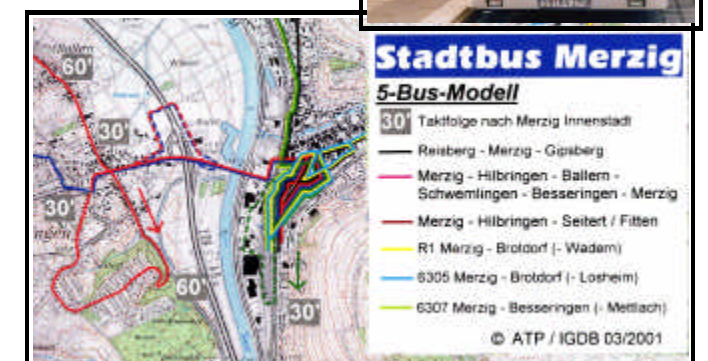 60'
30'
30'
60'
30'
Stadtbus Merzig
5-Bus-Modell
30' Taktfolge nach Merzig Innenstadt
Reisberg - Merzig - Gipsberg
Merzig - Hilbringen - Ballern -
Schwemlingen - Besseringen - Merzig
Merzig - Hilbringen - Seitert / Fitten
R1 Merzig - Brotdorf (- Wadern)
6305 Merzig - Brotdorf (- Losheim)
6307 Merzig - Besseringen (- Mettlach)
© ATP / IGDB 03/2001